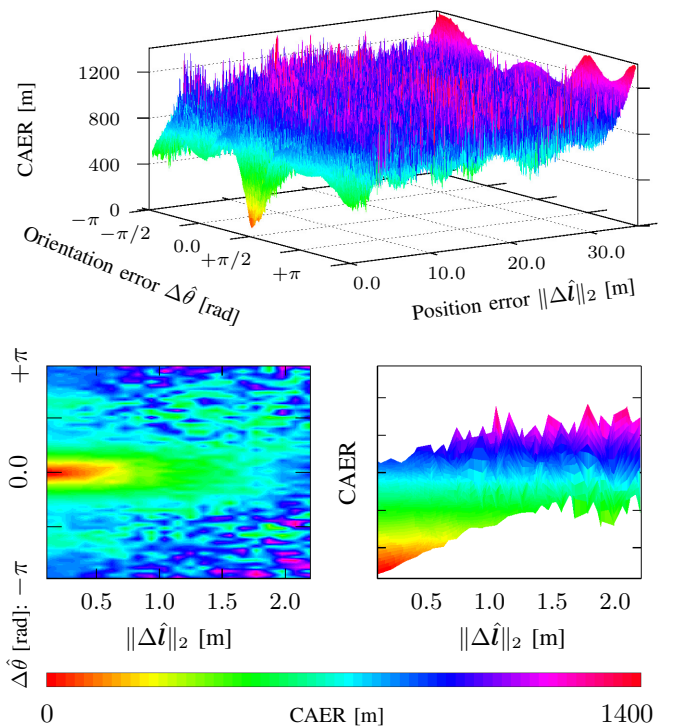 1200
800
400
0
CAER [m]
−π
−π/2
0.0
+π/2
+π
Orientation error Δθ̂ [rad]
0.0
10.0
20.0
30.0
Position error ‖Δl̂‖₂ [m]
+π
0.0
Δθ̂ [rad]: −π
0.5 1.0 1.5 2.0
‖Δl̂‖₂ [m]
CAER
0.5 1.0 1.5 2.0
‖Δl̂‖₂ [m]
0 CAER [m] 1400